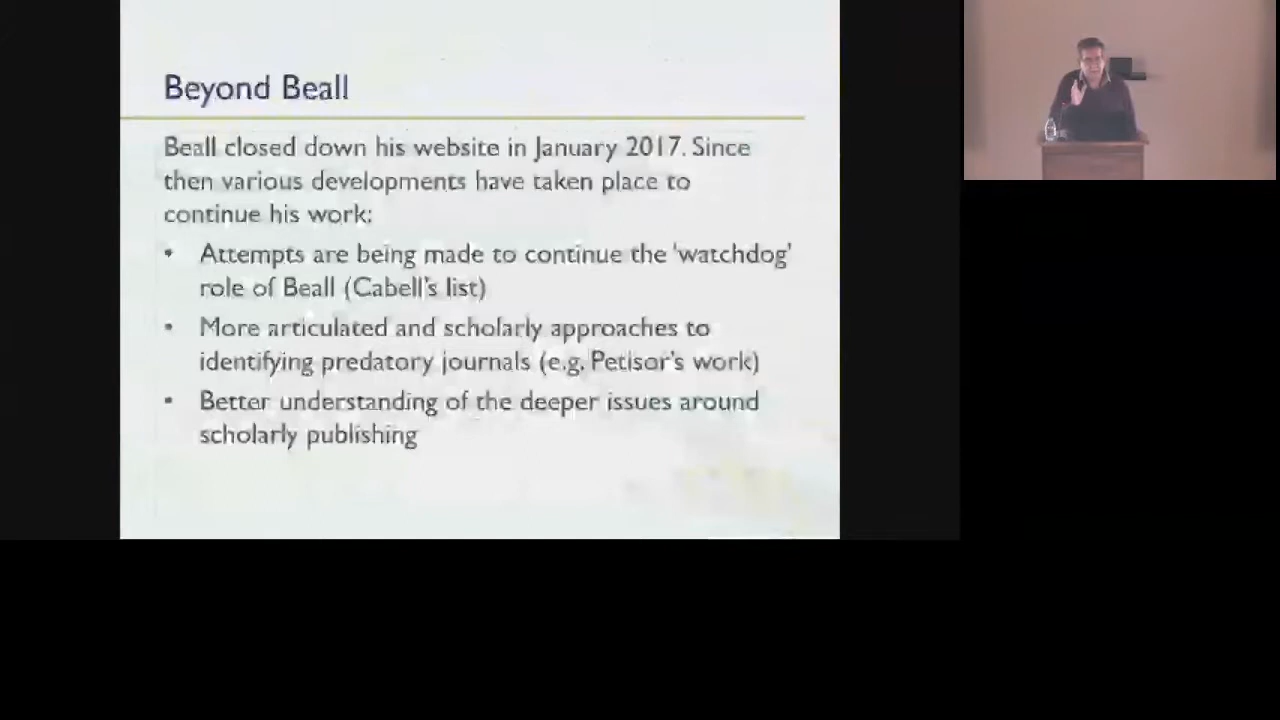 Beyond Beall
Beall closed down his website in January 2017. Since
then various developments have taken place to
continue his work:
• Attempts are being made to continue the 'watchdog'
role of Beall (Cabell's list)
• More articulated and scholarly approaches to
identifying predatory journals (e.g. Petisor's work)
• Better understanding of the deeper issues around
scholarly publishing